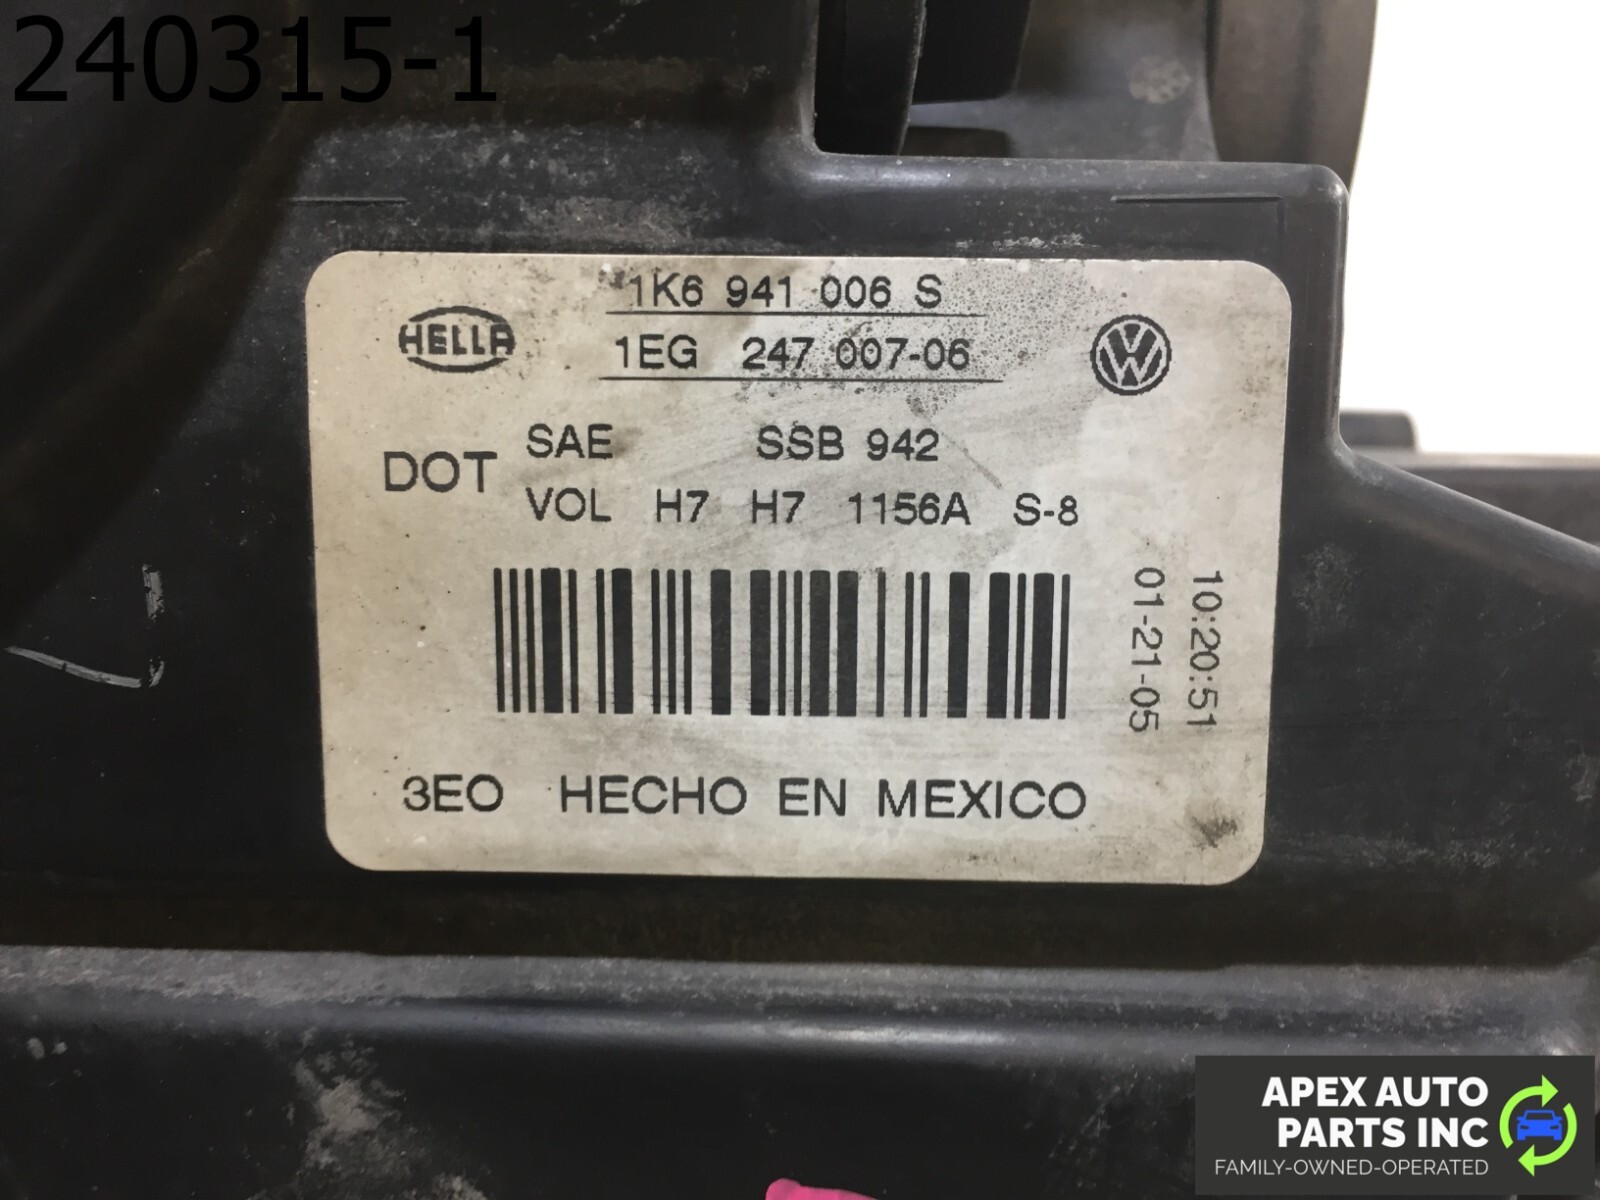 240315-1
1K6 941 006 S
HELLA
1EG 247 007-06
VW
DOT
SAE SSB 942
VOL H7 H7 1156A S-8
10:20:51
01-21-05
3EO HECHO EN MEXICO
APEX AUTO
PARTS INC
FAMILY-OWNED-OPERATED